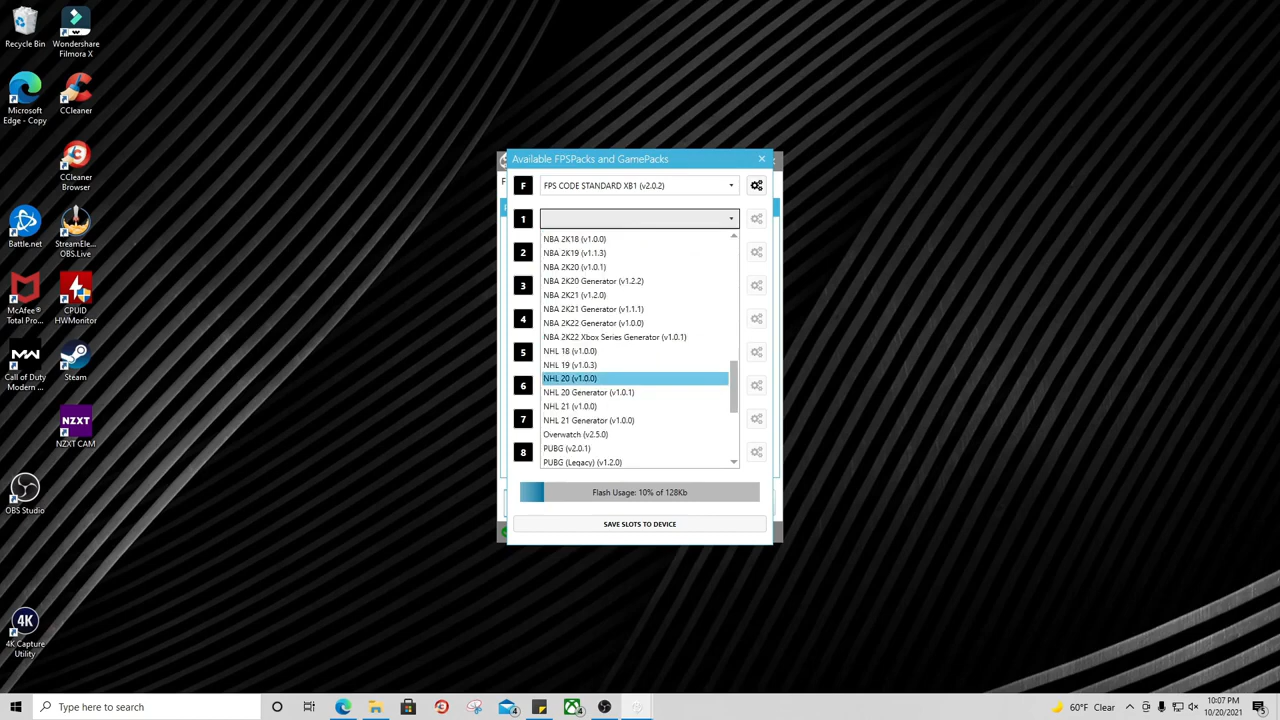 Recycle Bin
Wondershare
Filmora X
Microsoft
Edge - Copy
CCleaner
CCleaner
Browser
Battle.net
StreamEle...
OBS.Live
McAfee®
Total Pro...
CPUID
HWMonitor
Call of Duty
Modern ...
Steam
NZXT
NZXT CAM
OBS Studio
4K
4K Capture
Utility
Available FPSPacks and GamePacks
F
FPS CODE STANDARD XB1 (v2.0.2)
1
2
3
4
5
6
7
8
NBA 2K18 (v1.0.0)
NBA 2K19 (v1.1.3)
NBA 2K20 (v1.0.1)
NBA 2K20 Generator (v1.2.2)
NBA 2K21 (v1.2.0)
NBA 2K21 Generator (v1.1.1)
NBA 2K22 Generator (v1.0.0)
NBA 2K22 Xbox Series Generator (v1.0.1)
NHL 18 (v1.0.0)
NHL 19 (v1.0.3)
NHL 20 (v1.0.0)
NHL 20 Generator (v1.0.1)
NHL 21 (v1.0.0)
NHL 21 Generator (v1.0.0)
Overwatch (v2.5.0)
PUBG (v2.0.1)
PUBG (Legacy) (v1.2.0)
Flash Usage: 10% of 128Kb
SAVE SLOTS TO DEVICE
Type here to search
4
4
60°F Clear
10:07 PM
10/20/2021
5